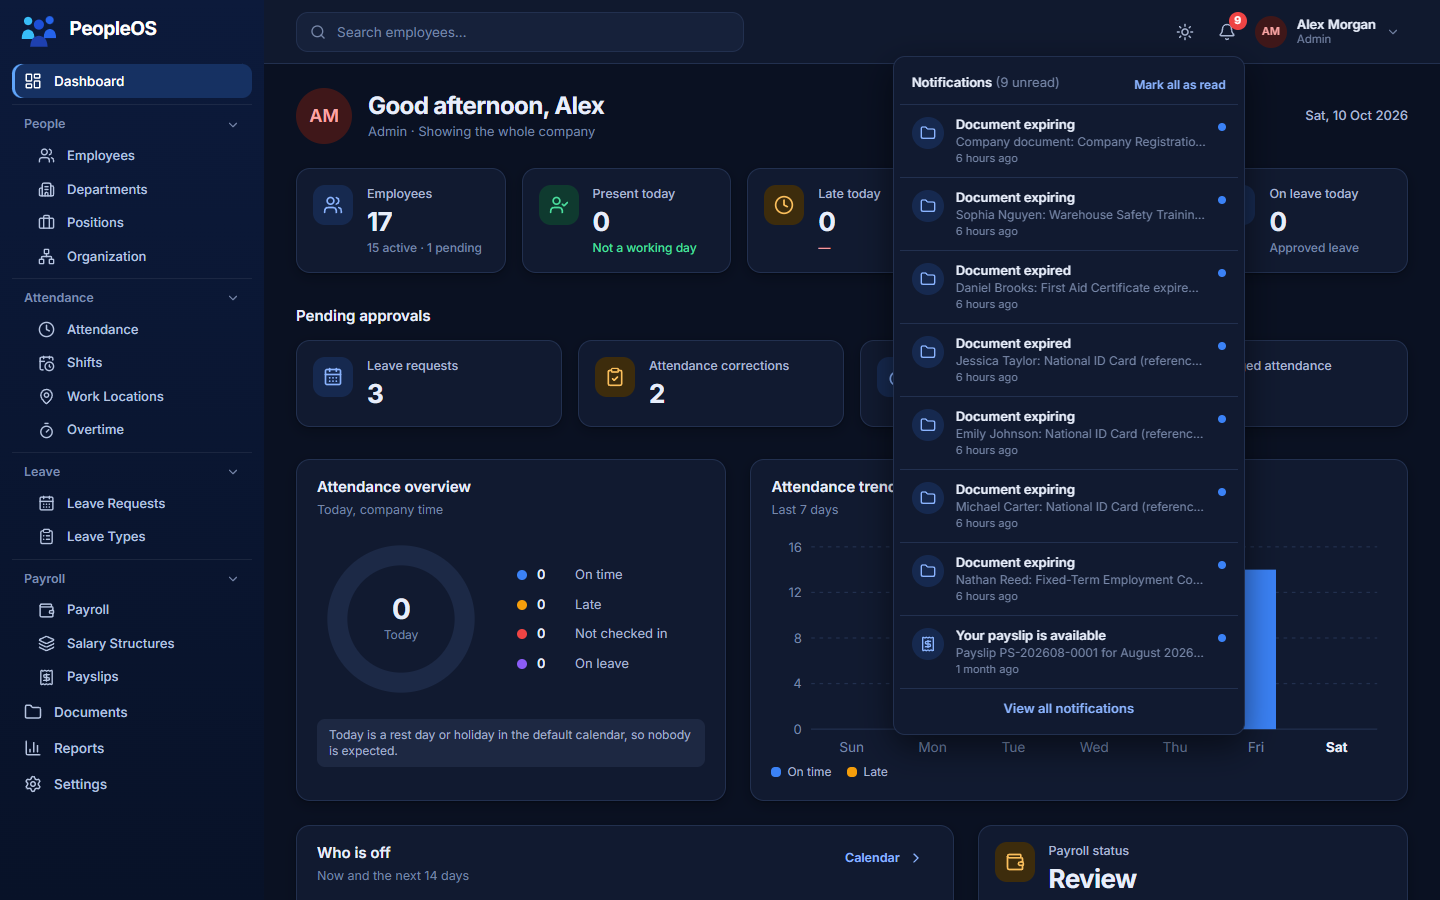 PeopleOS
Dashboard
People
Employees
Departments
Positions
Organization
Attendance
Attendance
Shifts
Work Locations
Overtime
Leave
Leave Requests
Leave Types
Payroll
Payroll
Salary Structures
Payslips
Documents
Reports
Settings
Search employees...
9
AM
Alex Morgan
Admin
AM
Good afternoon, Alex
Admin · Showing the whole company
Sat, 10 Oct 2026
Employees
17
15 active · 1 pending
Present today
0
Not a working day
Late today
0
—
On leave today
0
Approved leave
Pending approvals
Leave requests
3
Attendance corrections
2
ed attendance
Attendance overview
Today, company time
0
Today
0 On time
0 Late
0 Not checked in
0 On leave
Today is a rest day or holiday in the default calendar, so nobody
is expected.
Attendance trend
Last 7 days
16
12
8
4
0
Sun Mon Tue Wed Thu Fri Sat
On time Late
Notifications (9 unread)
Mark all as read
Document expiring
Company document: Company Registratio...
6 hours ago
Document expiring
Sophia Nguyen: Warehouse Safety Trainin...
6 hours ago
Document expired
Daniel Brooks: First Aid Certificate expire...
6 hours ago
Document expired
Jessica Taylor: National ID Card (referenc...
6 hours ago
Document expiring
Emily Johnson: National ID Card (referenc...
6 hours ago
Document expiring
Michael Carter: National ID Card (referenc...
6 hours ago
Document expiring
Nathan Reed: Fixed-Term Employment Co...
6 hours ago
Your payslip is available
Payslip PS-202608-0001 for August 2026...
1 month ago
View all notifications
Who is off
Now and the next 14 days
Calendar
Payroll status
Review